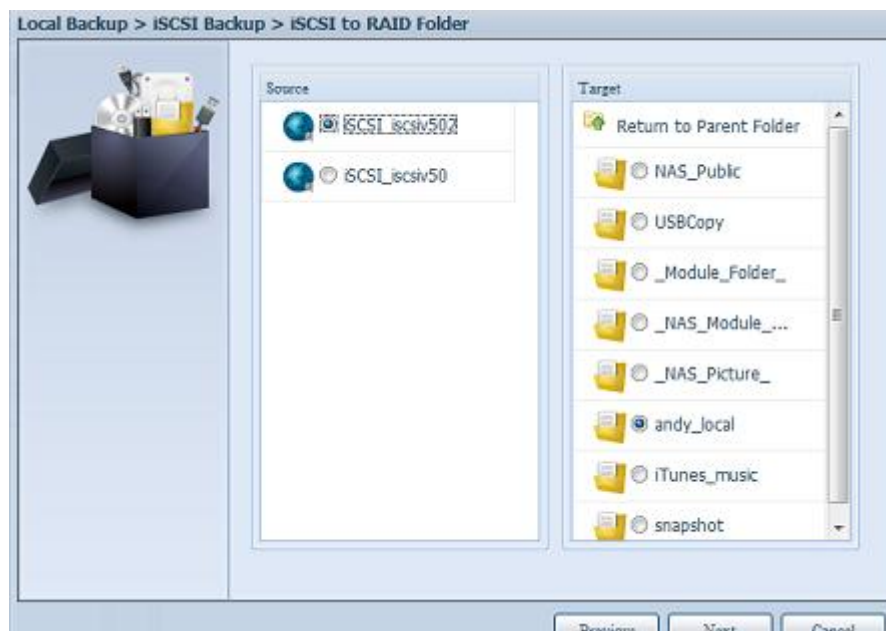 Local Backup > iSCSI Backup > iSCSI to RAID Folder
Source
iSCSI_iscsiv502
iSCSI_iscsiv50
Target
Return to Parent Folder
NAS_Public
USBCopy
_Module_Folder_
_NAS_Module_...
_NAS_Picture_
andy_local
iTunes_music
snapshot
Previous
Next
Cancel